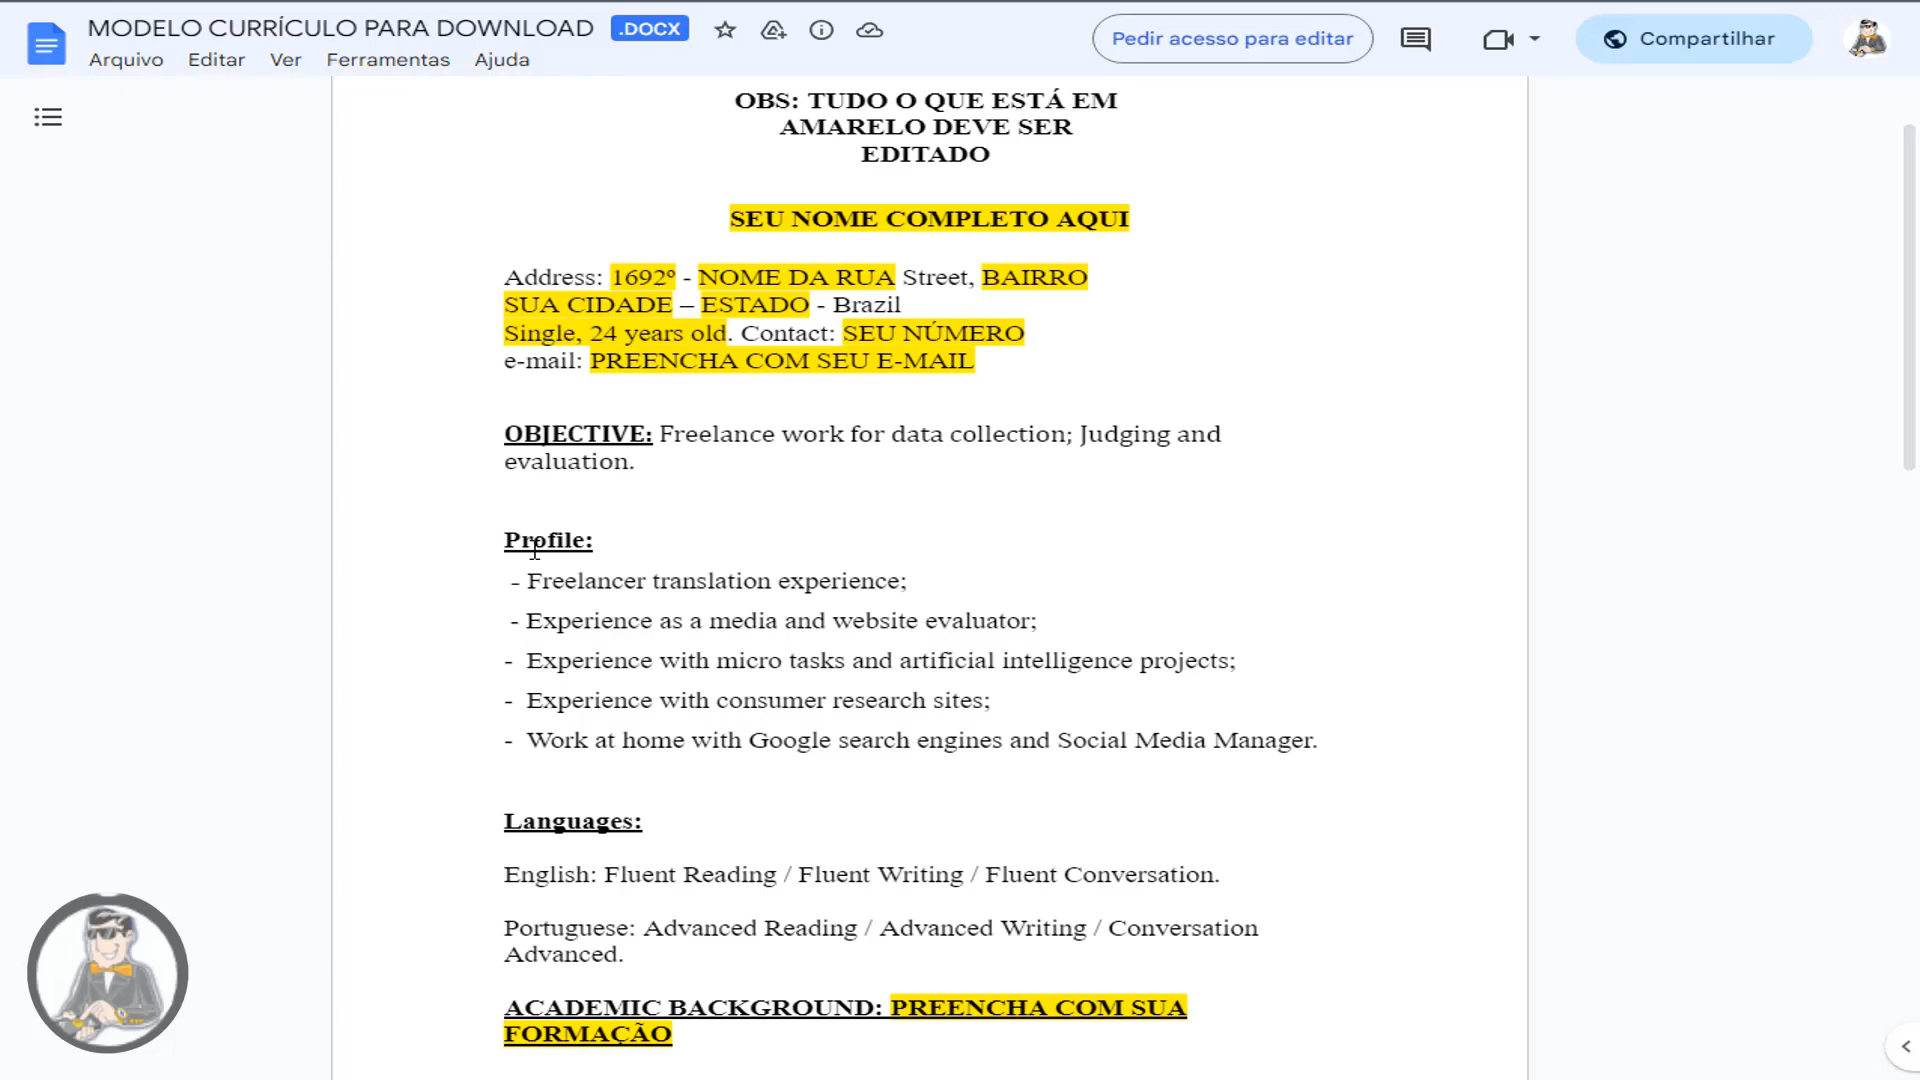 MODELO CURRÍCULO PARA DOWNLOAD .DOCX
Pedir acesso para editar
Compartilhar
Arquivo Editar Ver Ferramentas Ajuda
OBS: TUDO O QUE ESTÁ EM
AMARELO DEVE SER
EDITADO
SEU NOME COMPLETO AQUI
Address: 1692º - NOME DA RUA Street, BAIRRO
SUA CIDADE – ESTADO - Brazil
Single, 24 years old. Contact: SEU NÚMERO
e-mail: PREENCHA COM SEU E-MAIL
OBJECTIVE: Freelance work for data collection; Judging and
evaluation.
Profile:
- Freelancer translation experience;
- Experience as a media and website evaluator;
- Experience with micro tasks and artificial intelligence projects;
- Experience with consumer research sites;
- Work at home with Google search engines and Social Media Manager.
Languages:
English: Fluent Reading / Fluent Writing / Fluent Conversation.
Portuguese: Advanced Reading / Advanced Writing / Conversation
Advanced.
ACADEMIC BACKGROUND: PREENCHA COM SUA
FORMAÇÃO